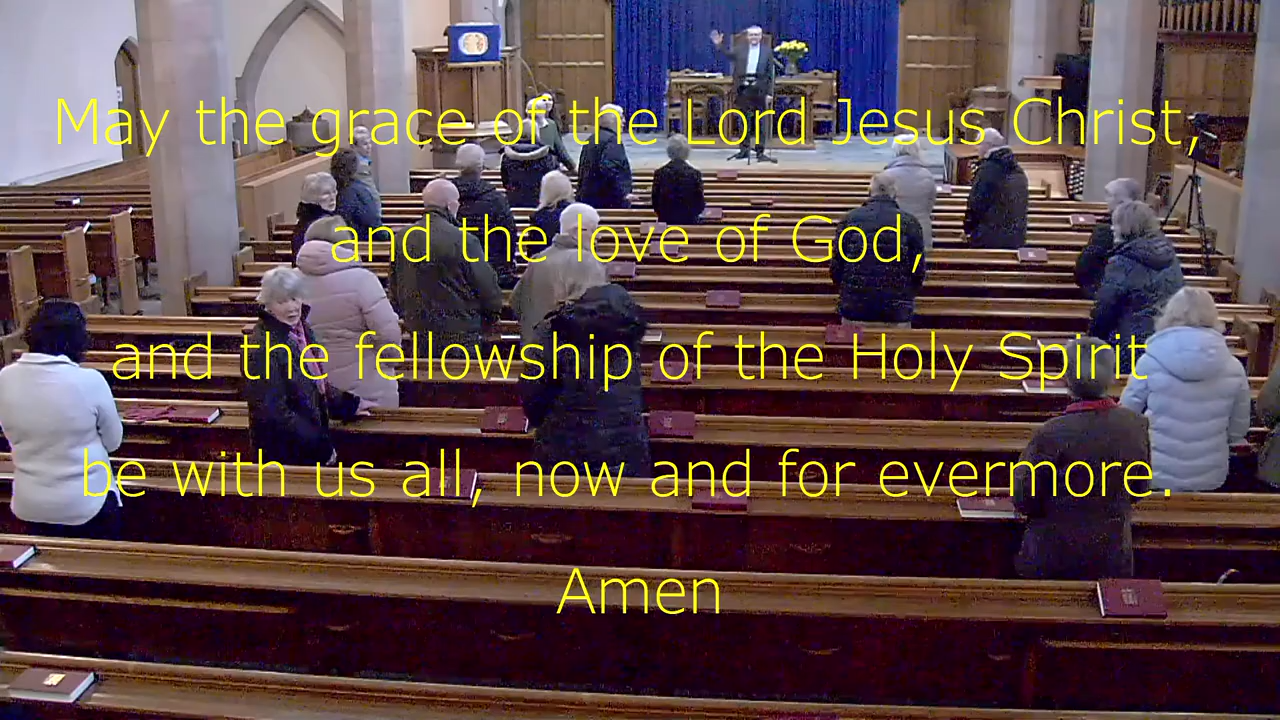 May the grace of the Lord Jesus Christ,
and the love of God,
and the fellowship of the Holy Spirit
be with us all, now and for evermore.
Amen